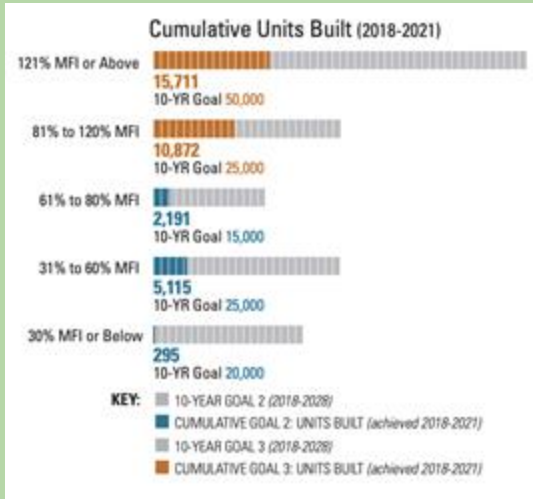 Cumulative Units Built (2018-2021)
121% MFI or Above
15,711
10-YR Goal 50,000
81% to 120% MFI
10,872
10-YR Goal 25,000
61% to 80% MFI
2,191
10-YR Goal 15,000
31% to 60% MFI
5,115
10-YR Goal 25,000
30% MFI or Below
295
10-YR Goal 20,000
KEY: 10-YEAR GOAL 2 (2018-2028)
CUMULATIVE GOAL 2: UNITS BUILT (achieved 2018-2021)
10-YEAR GOAL 3 (2018-2028)
CUMULATIVE GOAL 3: UNITS BUILT (achieved 2018-2021)